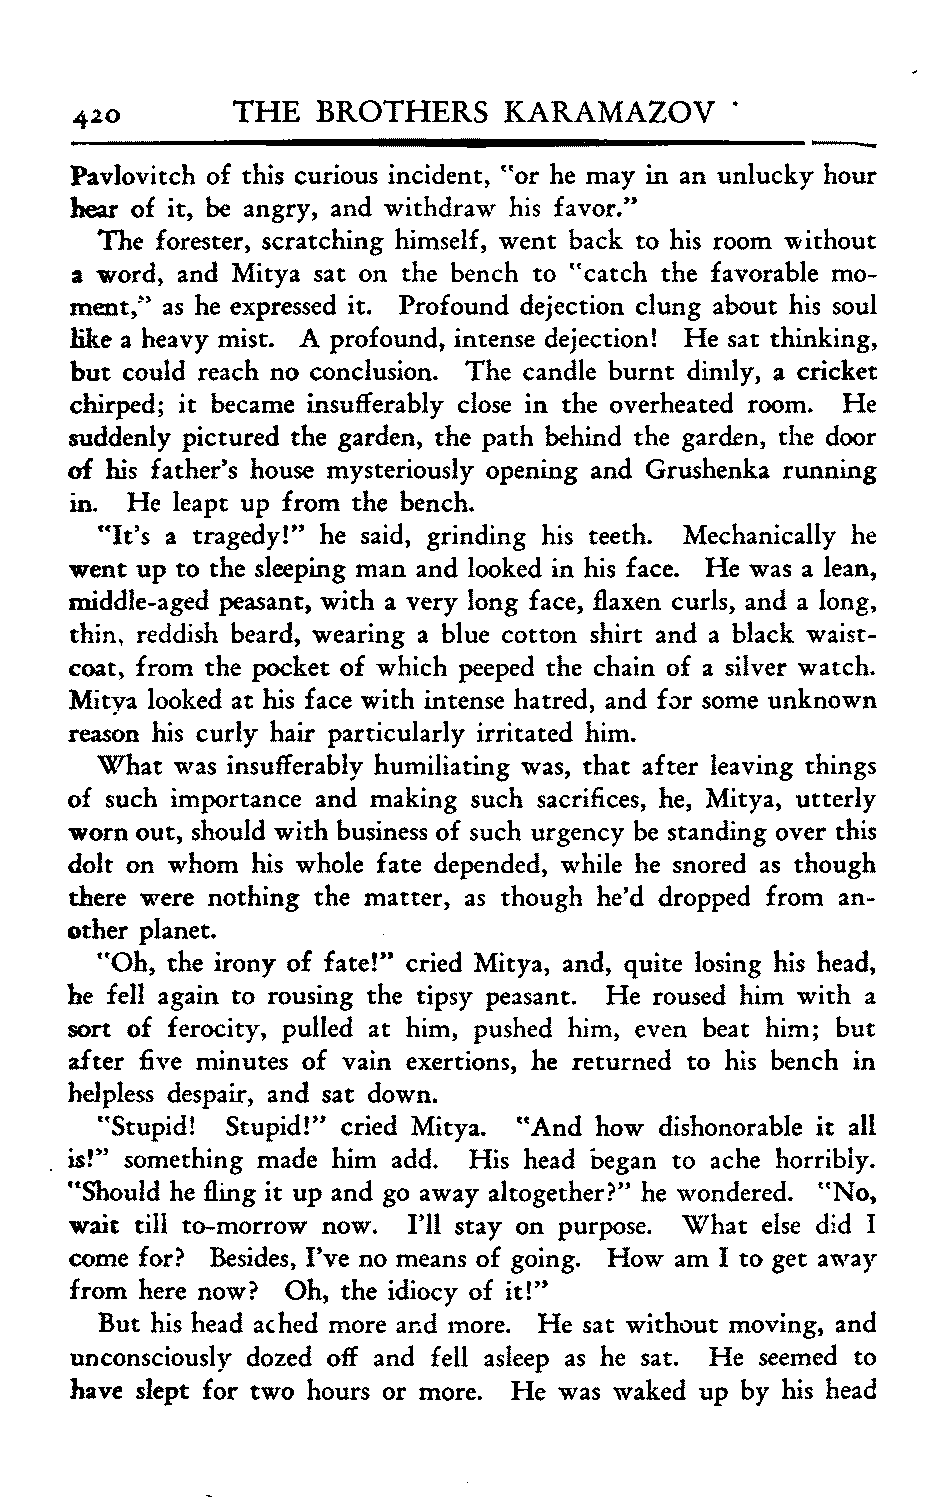 420 THE BROTHERS KARAMAZOV
Pavlovitch of this curious incident, "or he may in an unlucky hour
hear of it, be angry, and withdraw his favor."
The forester, scratching himself, went back to his room without
a word, and Mitya sat on the bench to "catch the favorable mo-
ment," as he expressed it. Profound dejection clung about his soul
like a heavy mist. A profound, intense dejection! He sat thinking,
but could reach no conclusion. The candle burnt dimly, a cricket
chirped; it became insufferably close in the overheated room. He
suddenly pictured the garden, the path behind the garden, the door
of his father's house mysteriously opening and Grushenka running
in. He leapt up from the bench.
"It's a tragedy!" he said, grinding his teeth. Mechanically he
went up to the sleeping man and looked in his face. He was a lean,
middle-aged peasant, with a very long face, flaxen curls, and a long,
thin, reddish beard, wearing a blue cotton shirt and a black waist-
coat, from the pocket of which peeped the chain of a silver watch.
Mitya looked at his face with intense hatred, and for some unknown
reason his curly hair particularly irritated him.
What was insufferably humiliating was, that after leaving things
of such importance and making such sacrifices, he, Mitya, utterly
worn out, should with business of such urgency be standing over this
dolt on whom his whole fate depended, while he snored as though
there were nothing the matter, as though he'd dropped from an-
other planet.
"Oh, the irony of fate!" cried Mitya, and, quite losing his head,
he fell again to rousing the tipsy peasant. He roused him with a
sort of ferocity, pulled at him, pushed him, even beat him; but
after five minutes of vain exertions, he returned to his bench in
helpless despair, and sat down.
"Stupid! Stupid!" cried Mitya. "And how dishonorable it all
is!" something made him add. His head began to ache horribly.
"Should he fling it up and go away altogether?" he wondered. "No,
wait till to-morrow now. I'll stay on purpose. What else did I
come for? Besides, I've no means of going. How am I to get away
from here now? Oh, the idiocy of it!"
But his head ached more and more. He sat without moving, and
unconsciously dozed off and fell asleep as he sat. He seemed to
have slept for two hours or more. He was waked up by his head